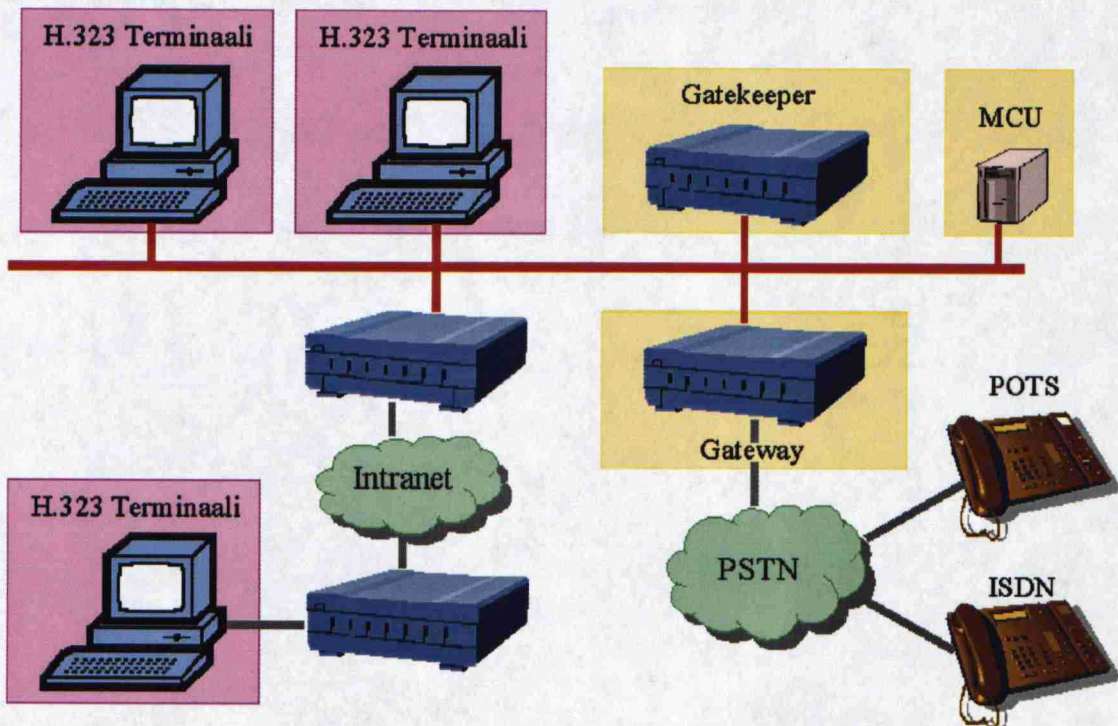 H.323 Terminaali
H.323 Terminaali
Gatekeeper
MCU
POTS
Gateway
Intranet
H.323 Terminaali
PSTN
ISDN